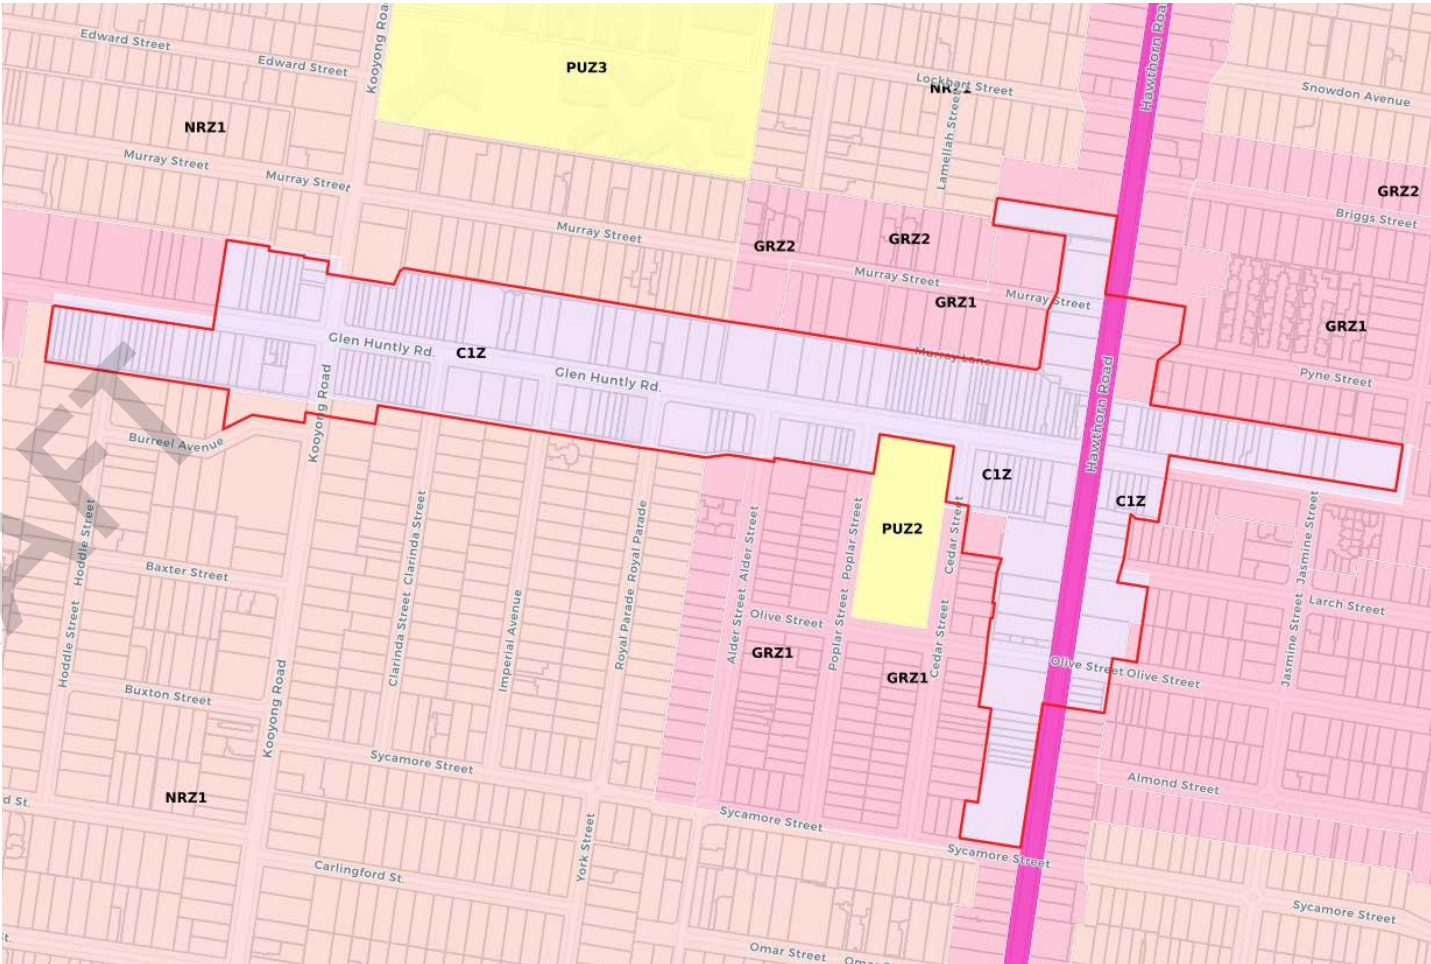 Edward Street
Edward Street
Kooyong Roa
PUZ3
Hawthorn Roa
Lockhart Street
NRZ1
Snowdon Avenue
NRZ1
Lamellah Street
Murray Street
Murray Street
GRZ2
Briggs Street
Murray Street
GRZ2
GRZ2
Murray Street
Murray Street
GRZ1
GRZ1
Glen Huntly Rd.
C1Z
Murray Lane
Glen Huntly Rd.
Pyne Street
Kooyong Road
Hawthorn Road
Burreel Avenue
C1Z
C1Z
AFT
PUZ2
Hoddle Street
Hoddle Street
Clarinda Street
Clarinda Street
Imperial Avenue
Royal Parade
Royal Parade
Alder Street
Alder Street
Poplar Street
Poplar Street
Cedar Street
Cedar Street
Jasmine Street
Jasmine Street
Baxter Street
Larch Street
Olive Street
GRZ1
GRZ1
Olive Street
Olive Street
Buxton Street
Kooyong Road
Sycamore Street
Almond Street
NRZ1
d St.
Sycamore Street
York Street
Sycamore Street
Carlingford St.
Sycamore Street
t.
Omar Street
Omar S